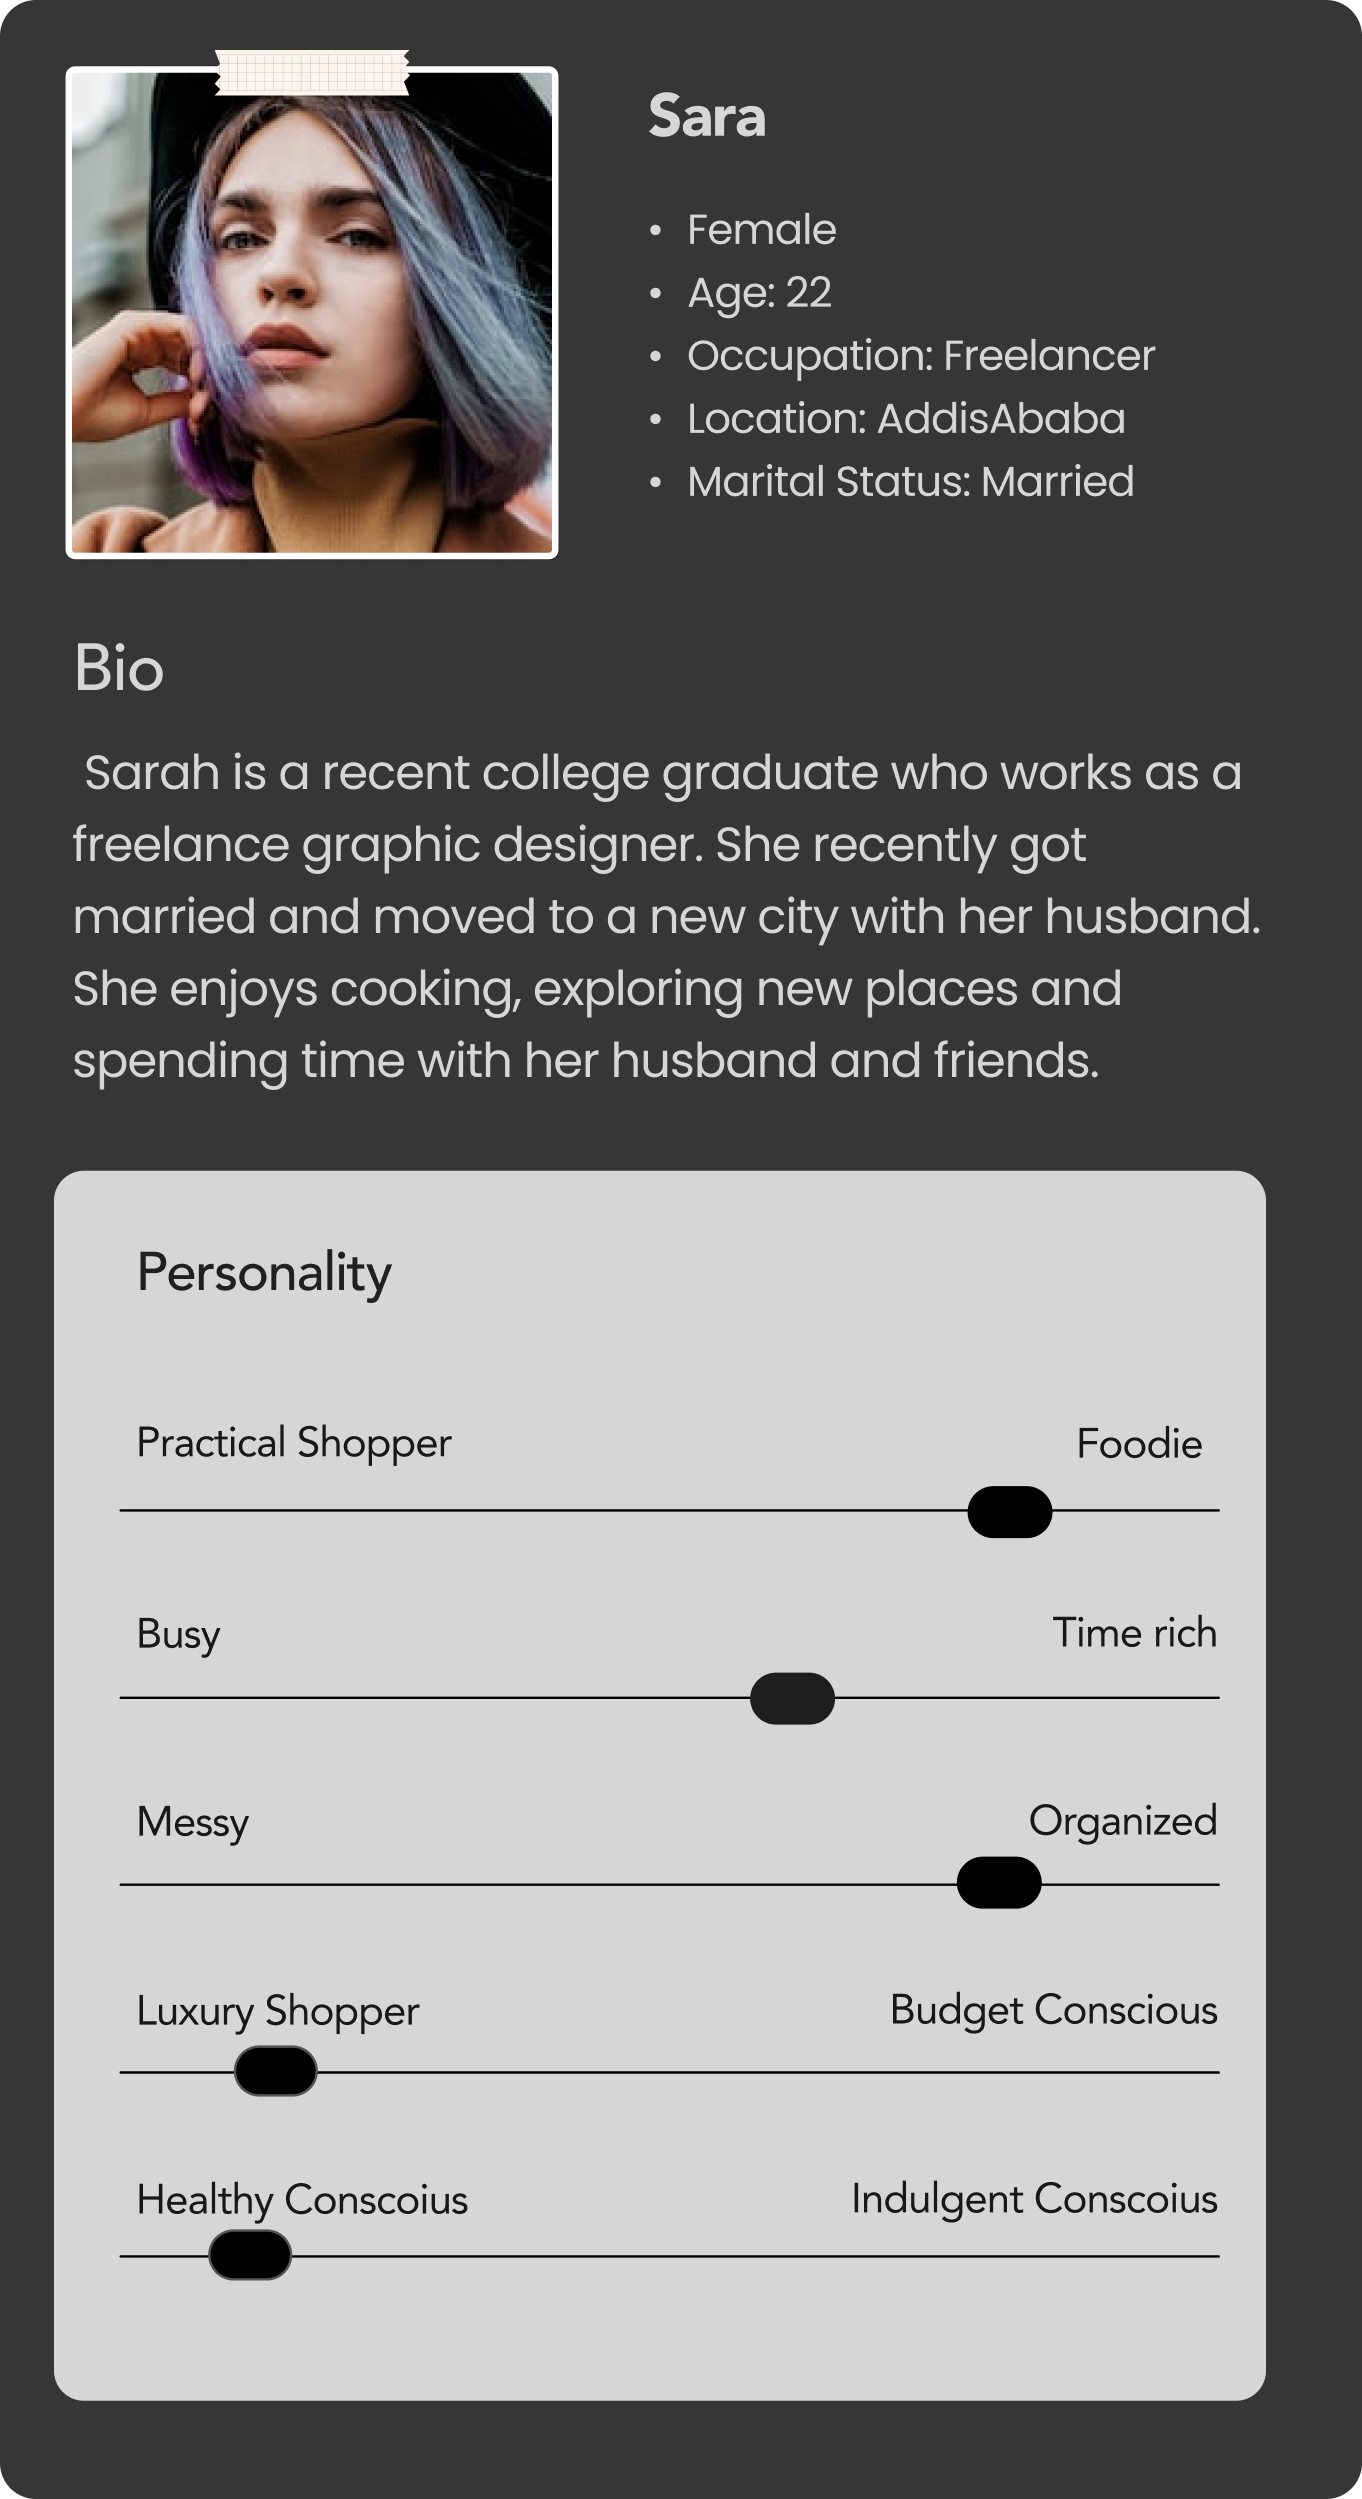 Sara
• Female
• Age: 22
• Occupation: Freelancer
• Location: AddisAbaba
• Marital Status: Married
Bio
Sarah is a recent college graduate who works as a
freelance graphic designer. She recently got
married and moved to a new city with her husband.
She enjoys cooking, exploring new places and
spending time with her husband and friends.
Personality
Practical Shopper Foodie
Busy Time rich
Messy Organized
Luxury Shopper Budget Conscious
Healthy Conscoius Indulgent Conscoius